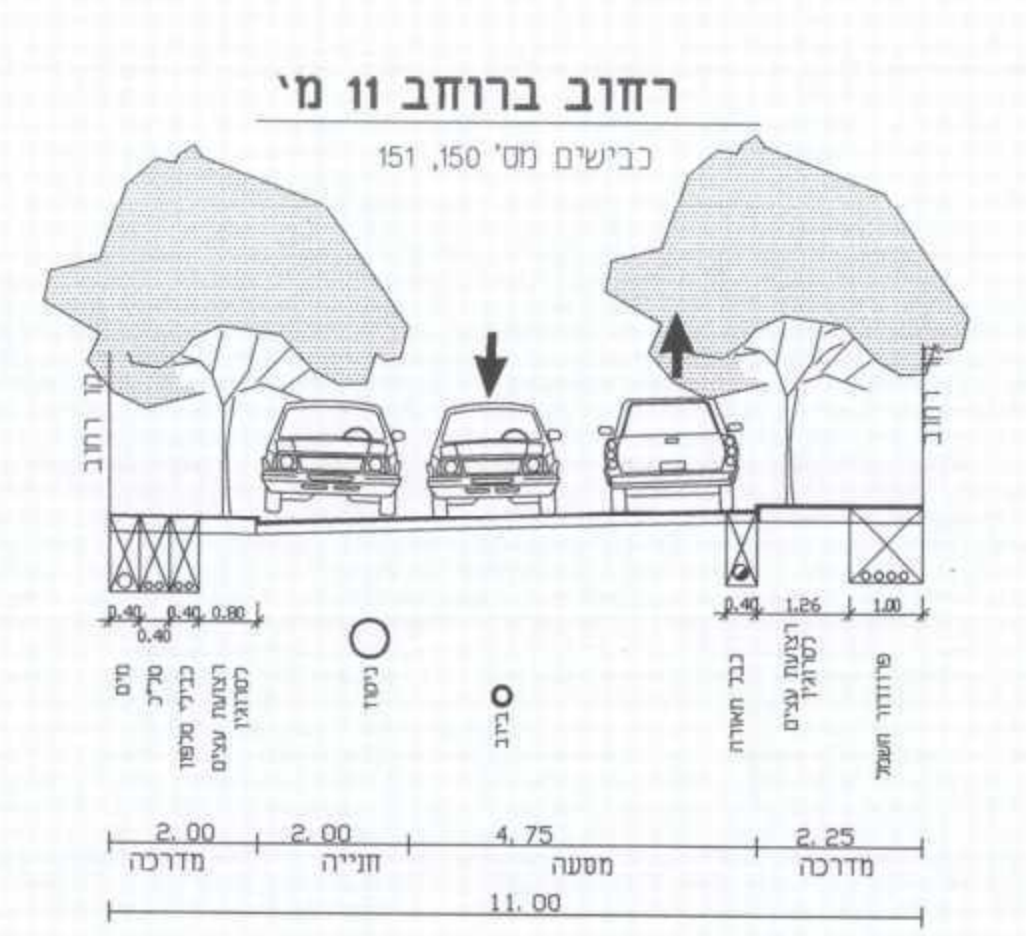 רחוב ברוחב 11 מ'
כבישים מס' 150, 151
קו רחוב
קו רחוב
0.40
0.40
0.40
0.80
0.40
1.26
1.00
מים
טל"כ
כבלי טלפון
רצועת עצים
לסרוגין
ניקוז
ביוב
כבל תאורה
רצועת עצים
לסרוגין
פרוזדור חשמל
2.00
2.00
4.75
2.25
מדרכה
חנייה
מסעה
מדרכה
11.00